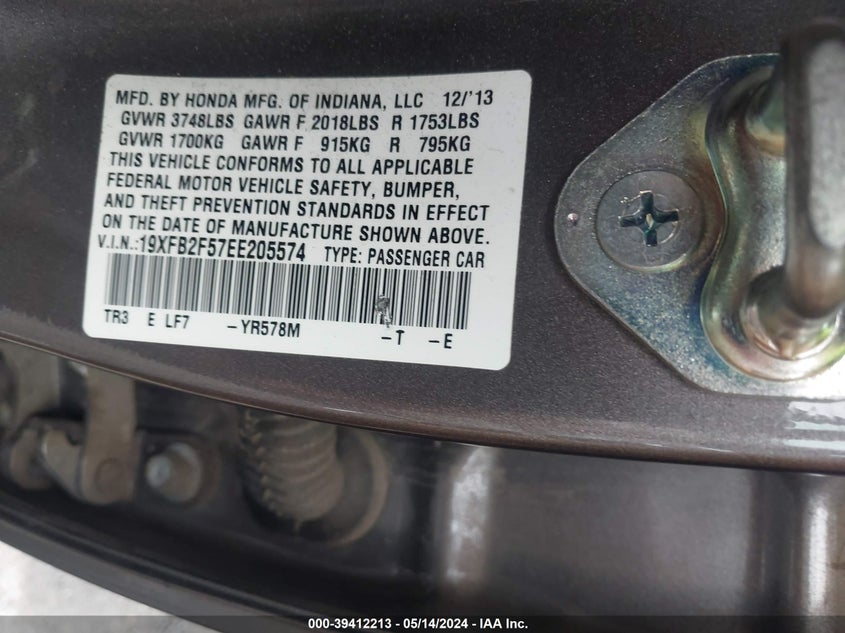 MFD. BY HONDA MFG. OF INDIANA, LLC 12/'13
GVWR 3748LBS GAWR F 2018LBS R 1753LBS
GVWR 1700KG GAWR F 915KG R 795KG
THIS VEHICLE CONFORMS TO ALL APPLICABLE
FEDERAL MOTOR VEHICLE SAFETY, BUMPER,
AND THEFT PREVENTION STANDARDS IN EFFECT
ON THE DATE OF MANUFACTURE SHOWN ABOVE.
V.I.N.:19XFB2F57EE205574 TYPE: PASSENGER CAR
TR3 E LF7 -YR578M -T -E
000-39412213 - 05/14/2024 - IAA Inc.